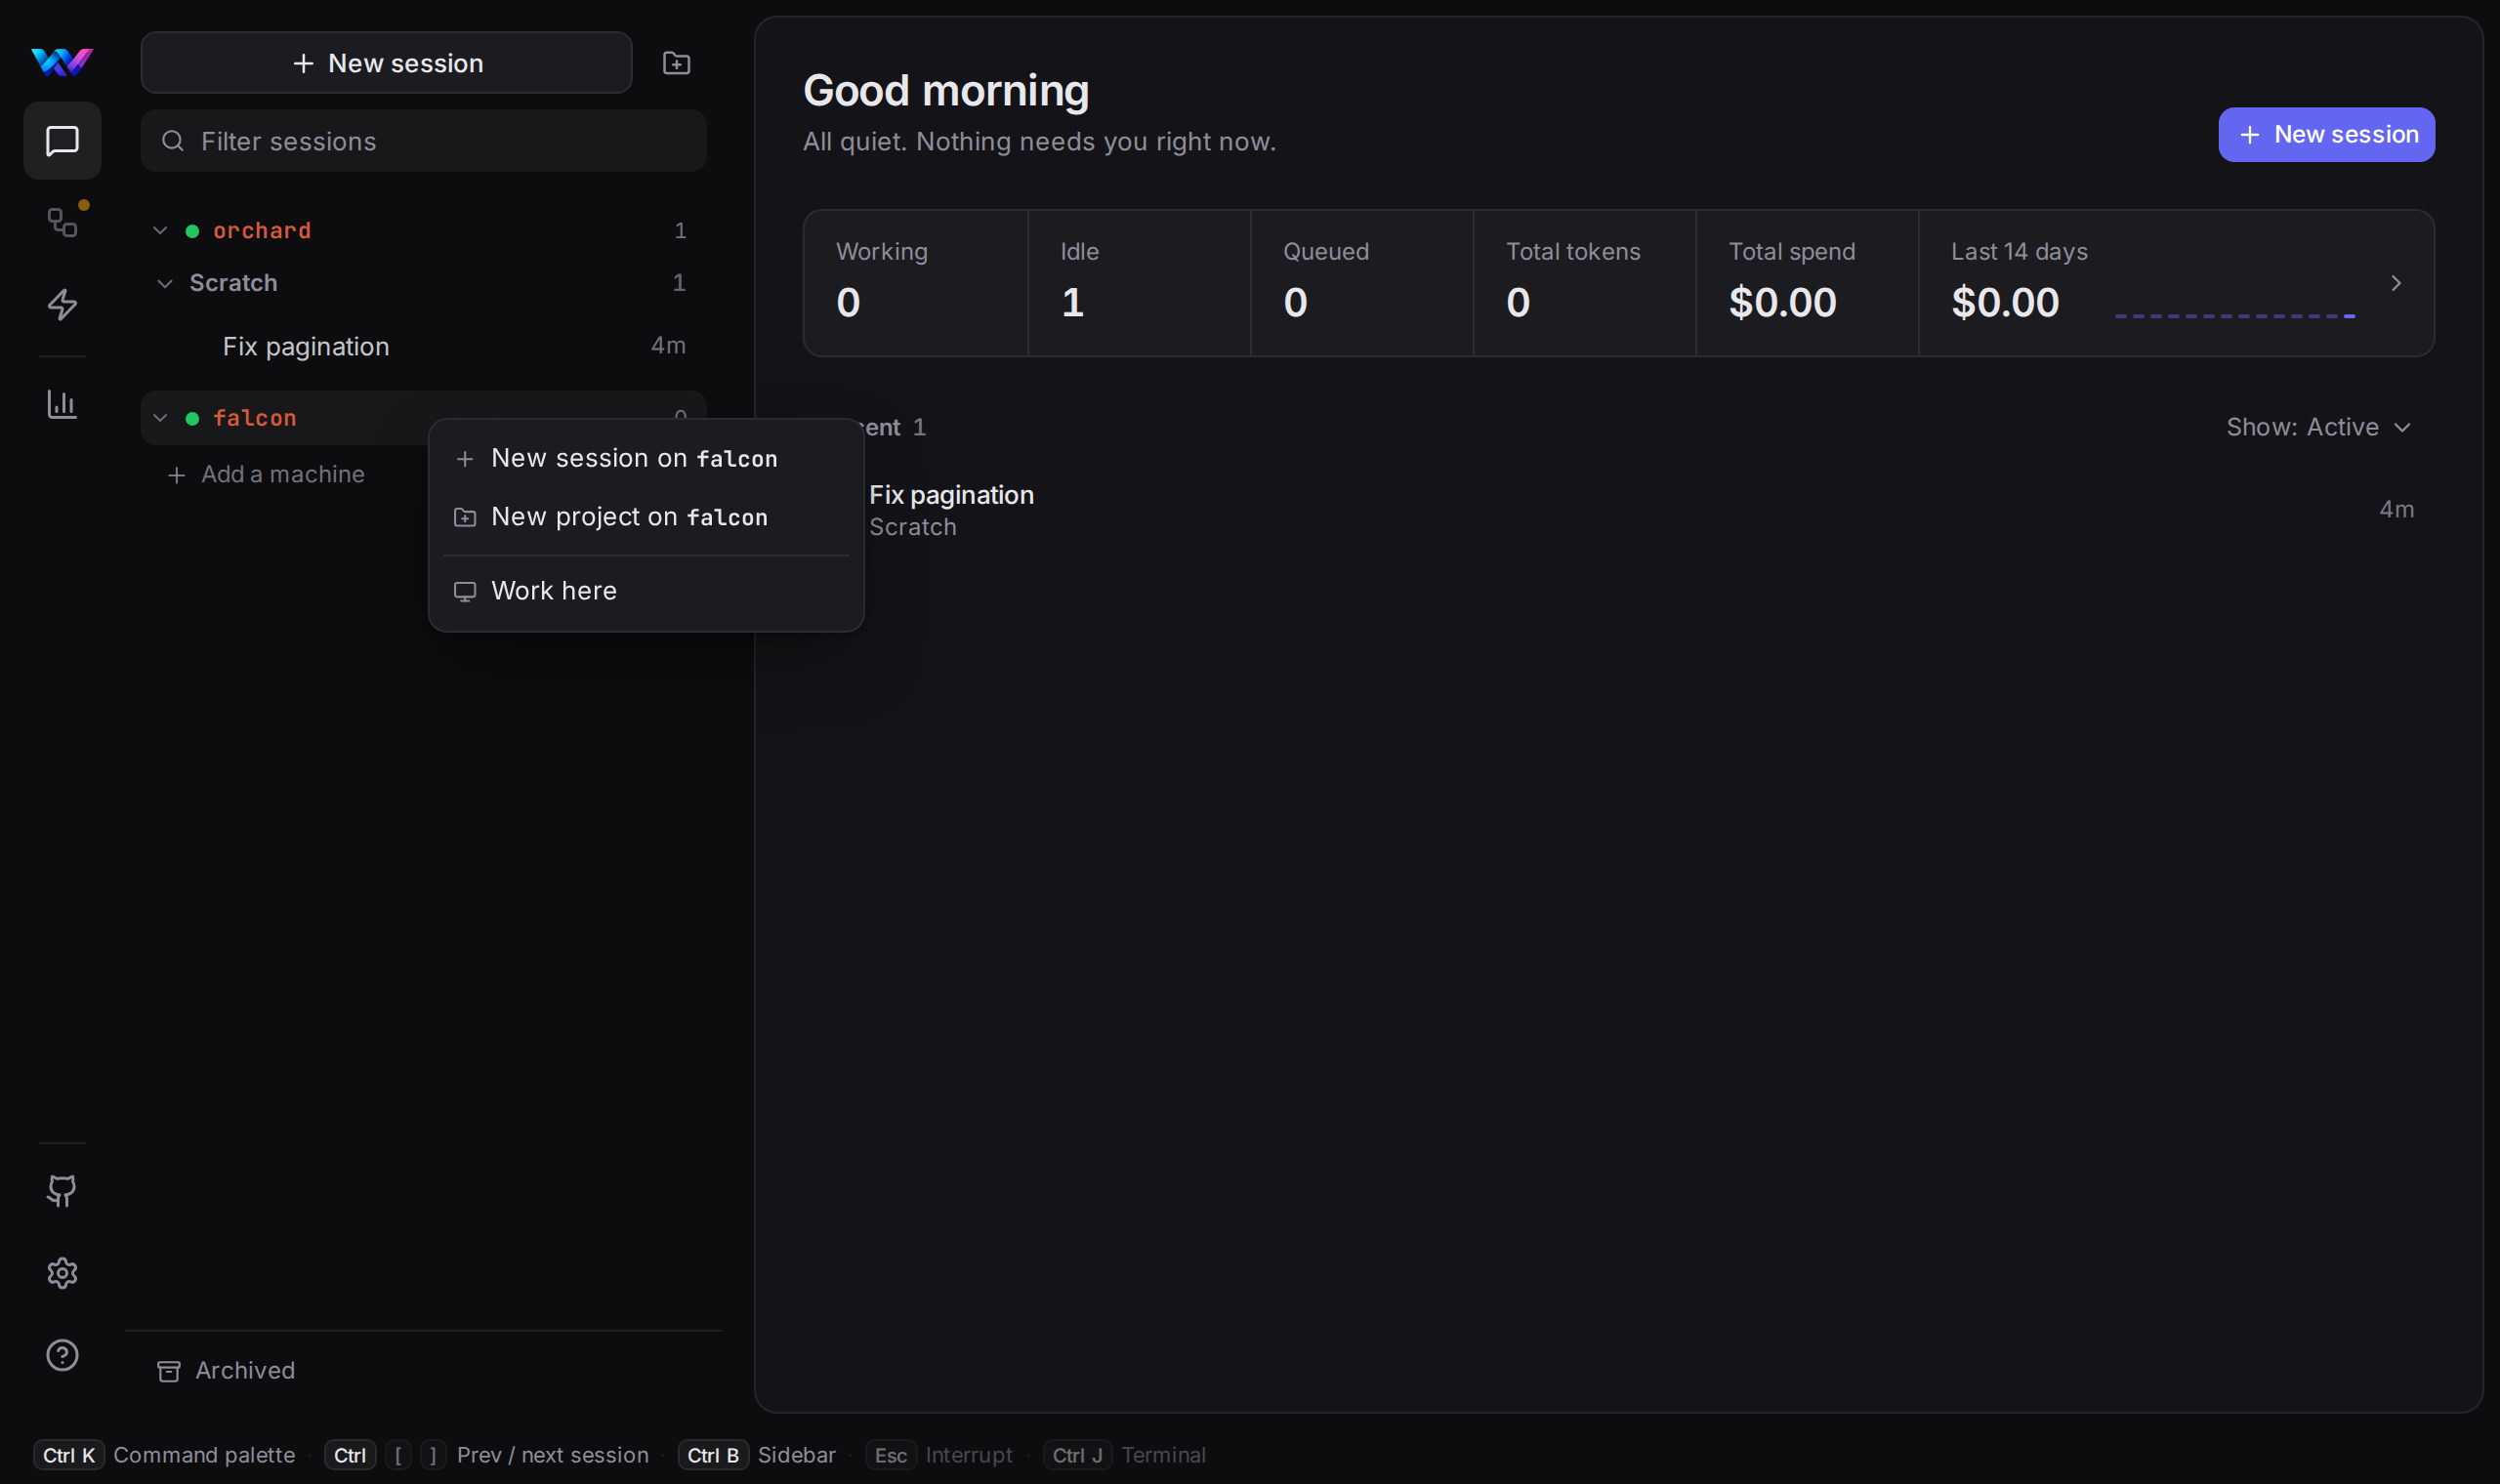 New session
Filter sessions
orchard 1
Scratch 1
Fix pagination 4m
falcon
Add a machine
New session on falcon
New project on falcon
Work here
Archived
Good morning
All quiet. Nothing needs you right now.
New session
Working 0
Idle 1
Queued 0
Total tokens 0
Total spend $0.00
Last 14 days $0.00
1
Show: Active
Fix pagination
Scratch
4m
Ctrl K Command palette · Ctrl [ ] Prev / next session · Ctrl B Sidebar · Esc Interrupt · Ctrl J Terminal